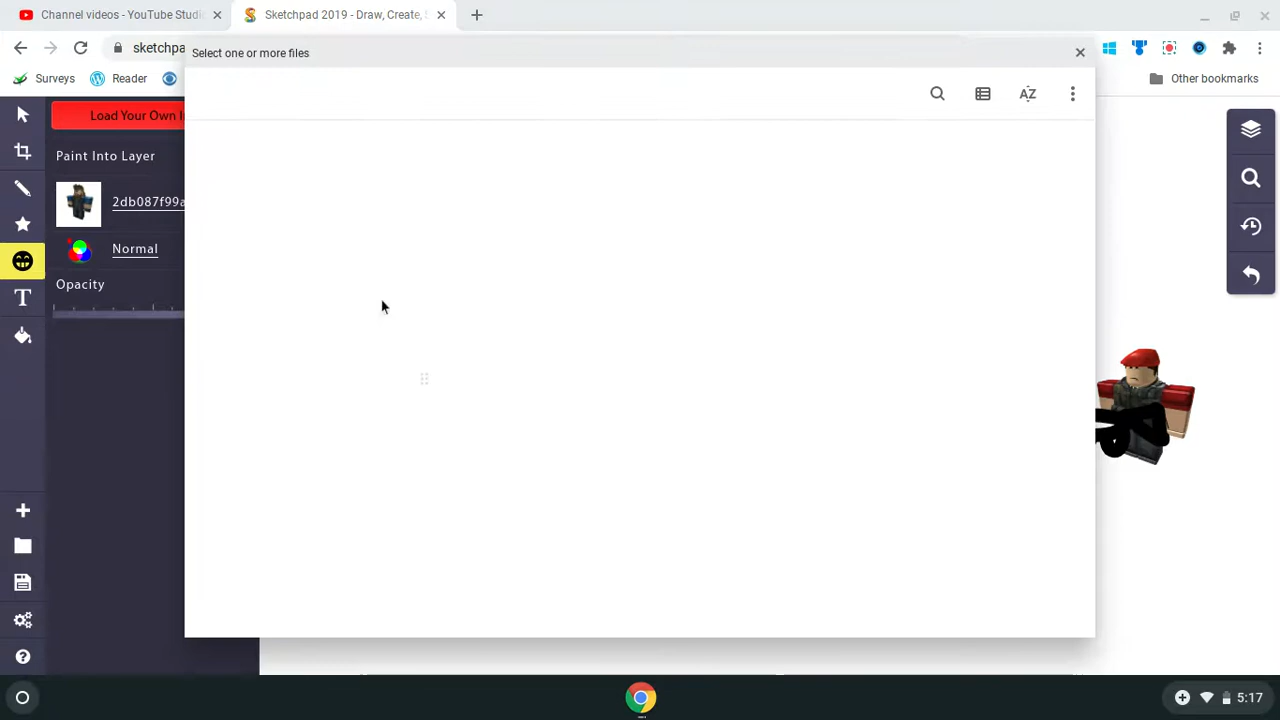 Channel videos - YouTube Studi
Sketchpad 2019 - Draw, Create, S
sketchpa
Surveys
Reader
Other bookmarks
Select one or more files
AZ
Load Your Own I
Paint Into Layer
2db087f99a
Normal
Opacity
T
5:17